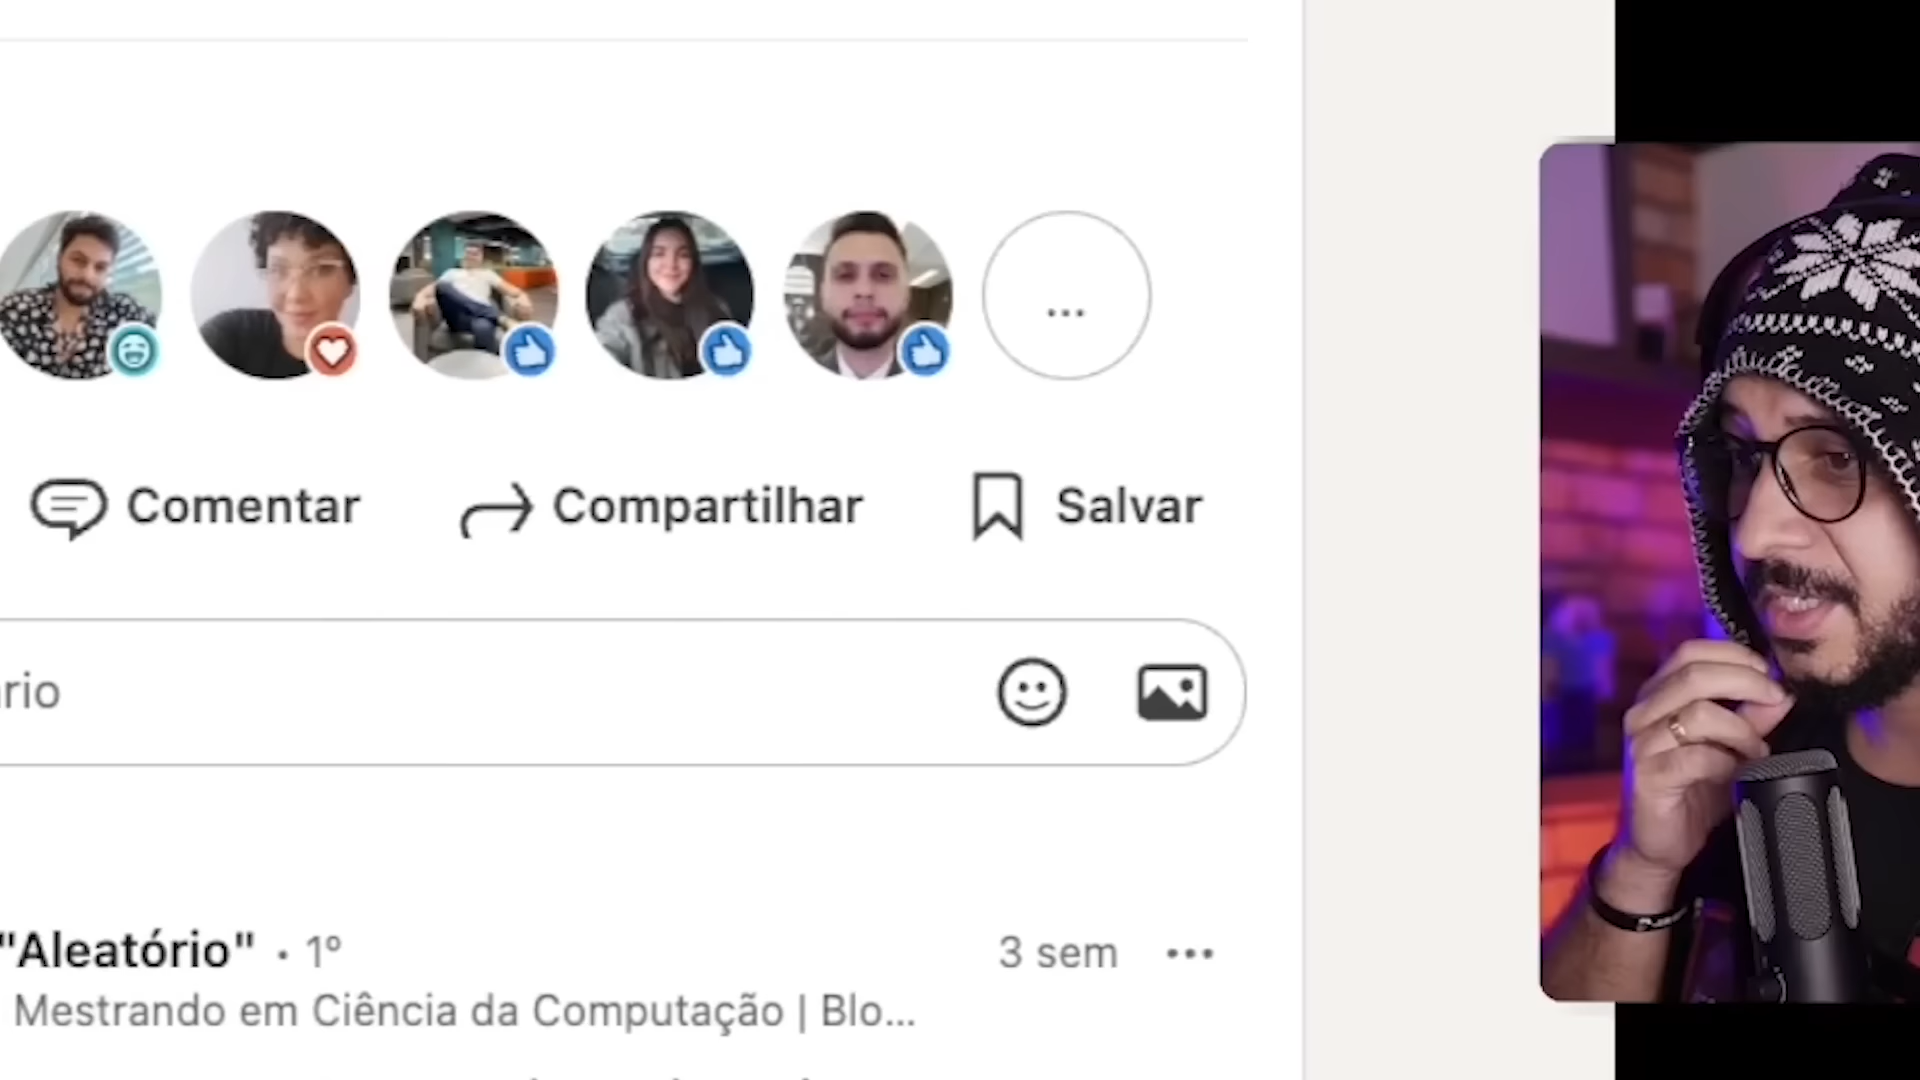 ...
Comentar Compartilhar Salvar
rio
"Aleatório" · 1º 3 sem
Mestrando em Ciência da Computação | Blo...